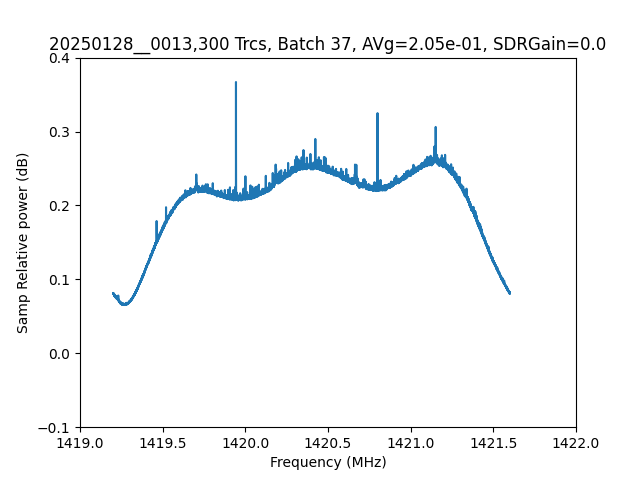 20250128__0013,300 Trcs, Batch 37, AVg=2.05e-01, SDRGain=0.0
Samp Relative power (dB)
0.4
0.3
0.2
0.1
0.0
−0.1
1419.0 1419.5 1420.0 1420.5 1421.0 1421.5 1422.0
Frequency (MHz)